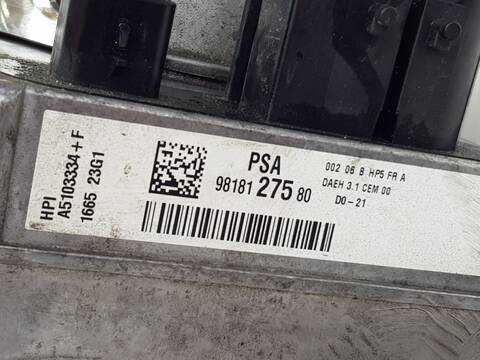 HPI
A5103334+F
1665 23G1
PSA
98181 275 80
002 06 8 HP5 FR A
DAEH 3.1 CEM 00
D0-21